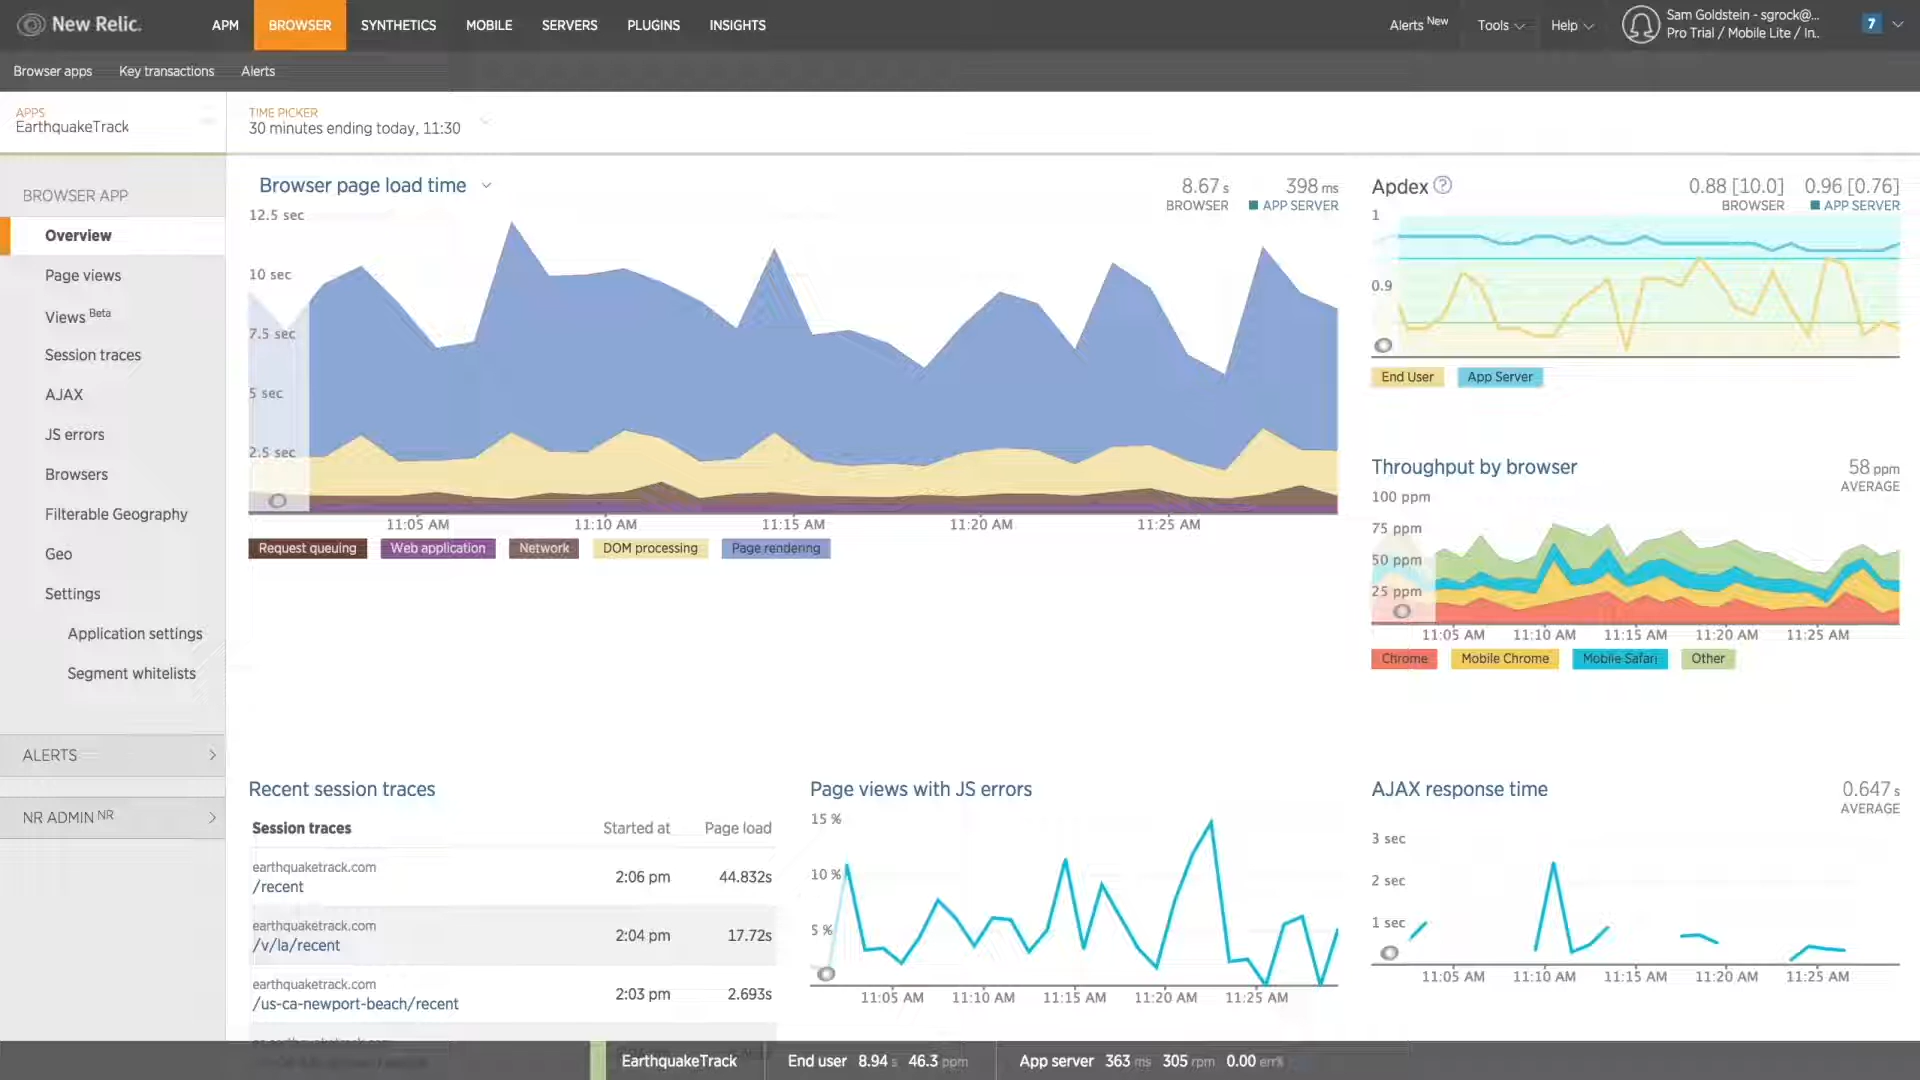 New Relic.
APM BROWSER SYNTHETICS MOBILE SERVERS PLUGINS INSIGHTS
Alerts New Tools Help
Sam Goldstein - sgrock@...
Pro Trial / Mobile Lite / In..
7
Browser apps Key transactions Alerts
APPS
EarthquakeTrack
TIME PICKER
30 minutes ending today, 11:30
BROWSER APP
Overview
Page views
Views Beta
Session traces
AJAX
JS errors
Browsers
Filterable Geography
Geo
Settings
Application settings
Segment whitelists
ALERTS
NR ADMIN NR
Browser page load time
8.67 s
BROWSER
398 ms
APP SERVER
12.5 sec
10 sec
7.5 sec
5 sec
2.5 sec
11:05 AM 11:10 AM 11:15 AM 11:20 AM 11:25 AM
Request queuing Web application Network DOM processing Page rendering
Apdex ?
0.88 [10.0]
BROWSER
0.96 [0.76]
APP SERVER
1
0.9
End User App Server
Throughput by browser
58 ppm
AVERAGE
100 ppm
75 ppm
50 ppm
25 ppm
11:05 AM 11:10 AM 11:15 AM 11:20 AM 11:25 AM
Chrome Mobile Chrome Mobile Safari Other
Recent session traces
Session traces Started at Page load
earthquaketrack.com
/recent
2:06 pm 44.832s
earthquaketrack.com
/v/la/recent
2:04 pm 17.72s
earthquaketrack.com
/us-ca-newport-beach/recent
2:03 pm 2.693s
Page views with JS errors
15 %
10 %
5 %
11:05 AM 11:10 AM 11:15 AM 11:20 AM 11:25 AM
AJAX response time
0.647 s
AVERAGE
3 sec
2 sec
1 sec
11:05 AM 11:10 AM 11:15 AM 11:20 AM 11:25 AM
EarthquakeTrack End user 8.94 s 46.3 ppm App server 363 ms 305 rpm 0.00 err%